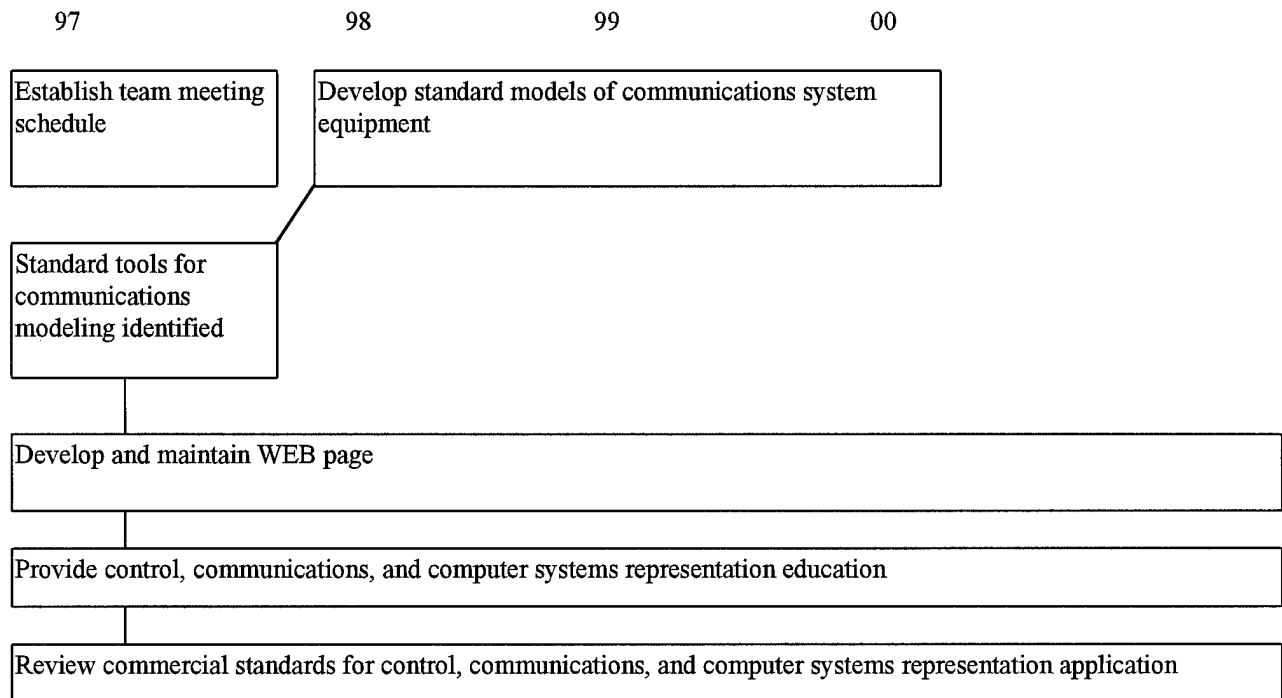 97 98 99 00
Establish team meeting
schedule
Develop standard models of communications system
equipment
Standard tools for
communications
modeling identified
Develop and maintain WEB page
Provide control, communications, and computer systems representation education
Review commercial standards for control, communications, and computer systems representation application